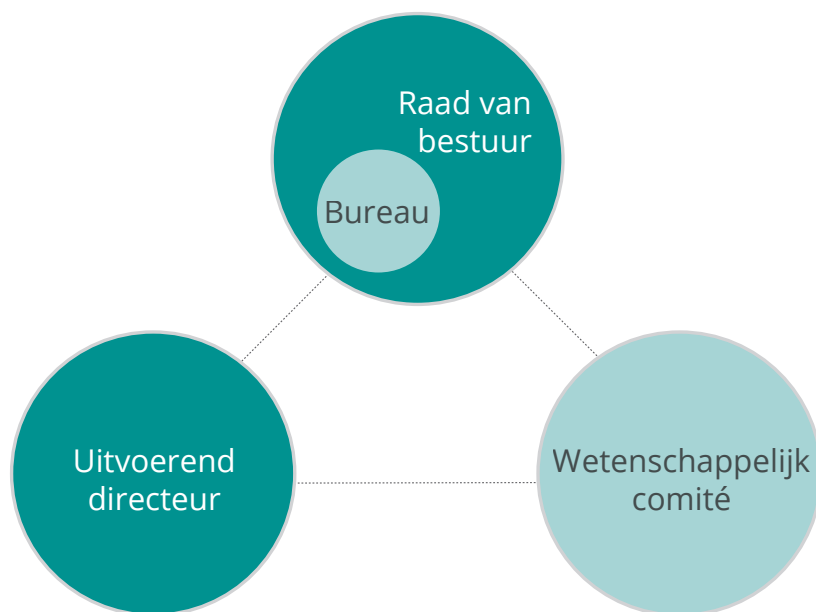 Raad van
bestuur
Bureau
Uitvoerend
directeur
Wetenschappelijk
comité